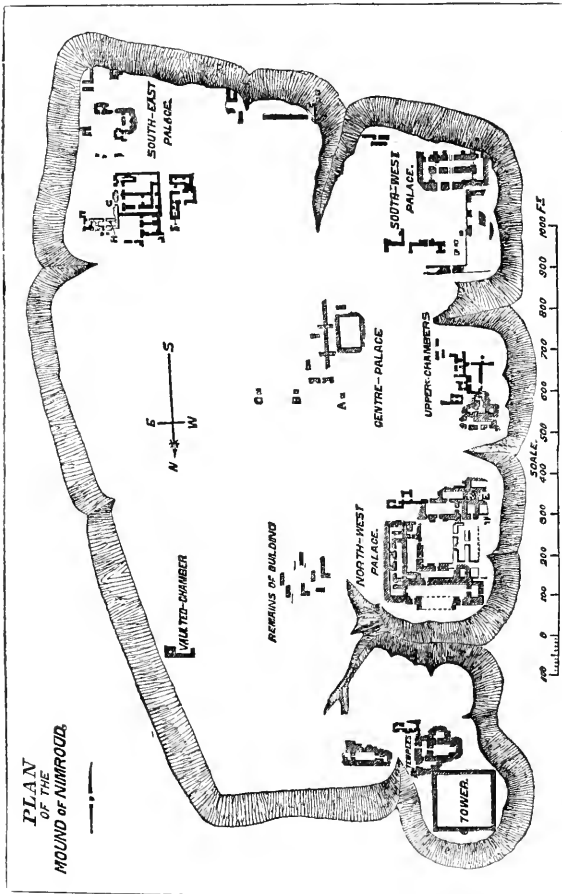 PLAN
OF THE
MOUND OF NIMROUD.
SOUTH-EAST
PALACE.
SOUTH-WEST
PALACE.
CENTRE-PALACE
UPPER-CHAMBERS
NORTH-WEST
PALACE.
REMAINS OF BUILDING
VAULTED-CHAMBER
TEMPLES
TOWER.
N
E
S
W
A
B
C
SCALE.
100
0
100
200
300
400
500
600
700
800
900
1000 FT